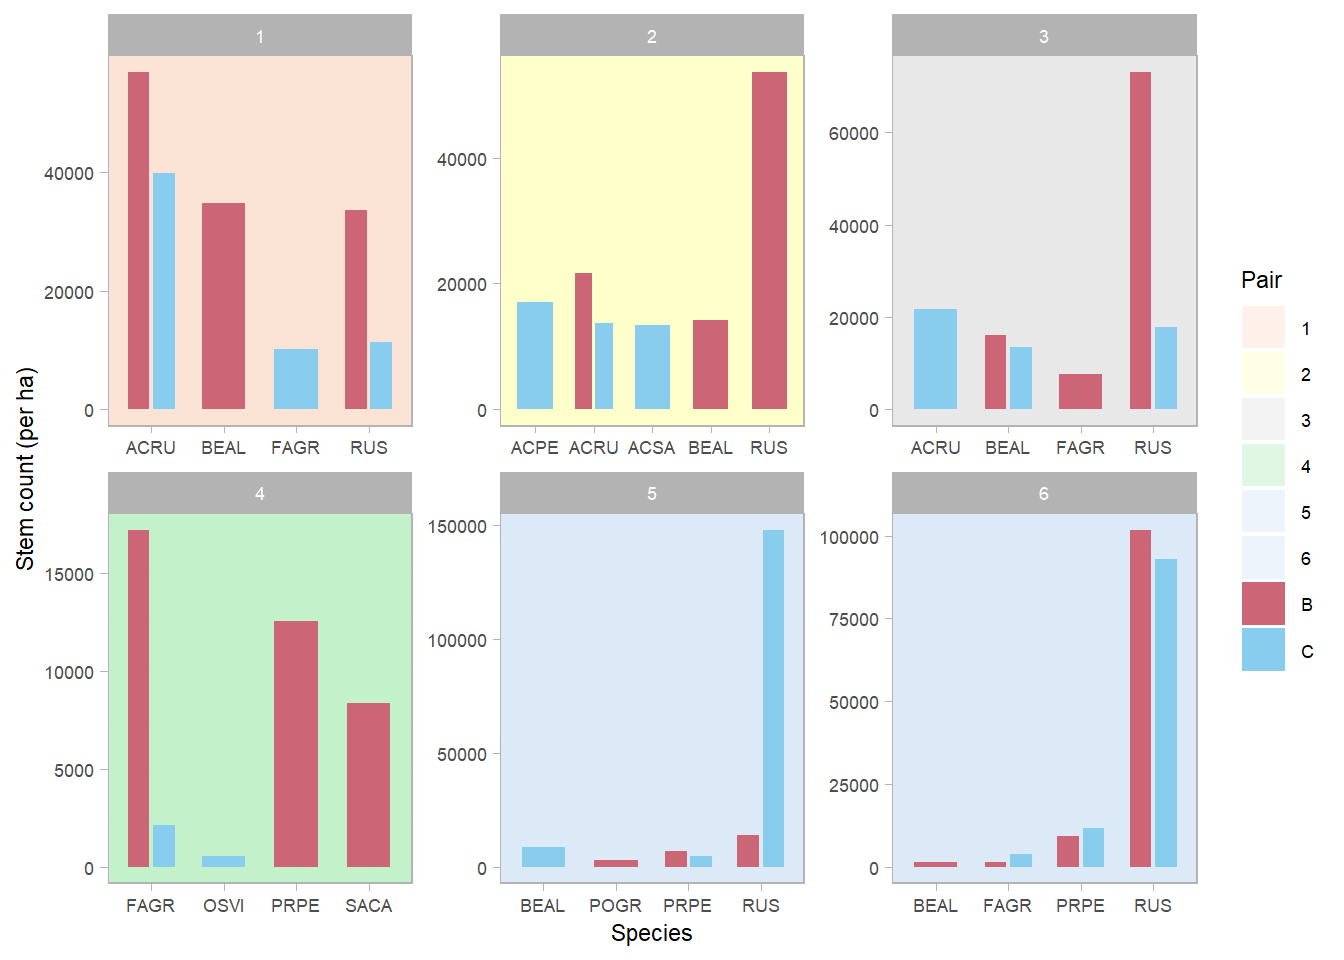 1 2 3
40000
20000
0
40000
20000
0
60000
40000
20000
0
ACRU BEAL FAGR RUS
ACPE ACRU ACSA BEAL RUS
ACRU BEAL FAGR RUS
4 5 6
15000
10000
5000
0
150000
100000
50000
0
100000
75000
50000
25000
0
FAGR OSVI PRPE SACA
BEAL POGR PRPE RUS
BEAL FAGR PRPE RUS
Species
Stem count (per ha)
Pair
1
2
3
4
5
6
B
C